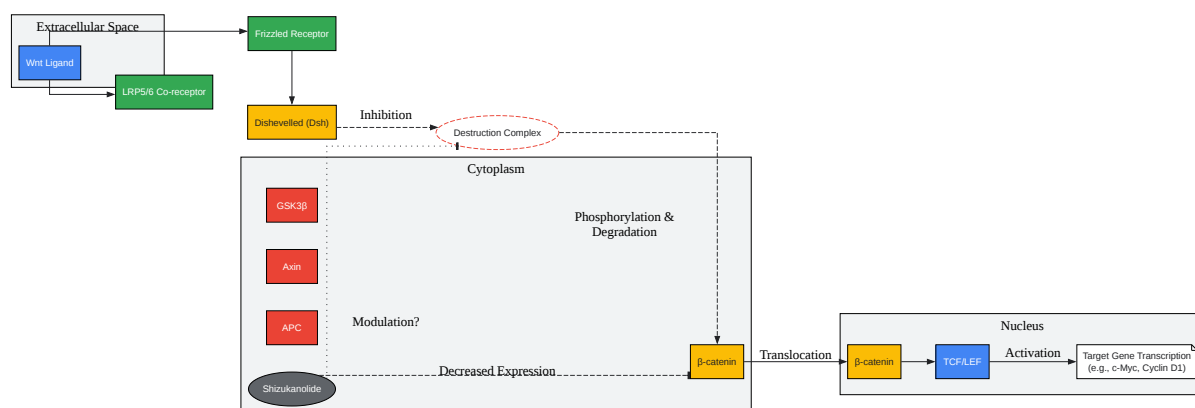 Extracellular Space
Frizzled Receptor
Wnt Ligand
LRP5/6 Co-receptor
Dishevelled (Dsh)
Inhibition
Destruction Complex
Cytoplasm
GSK3β
Phosphorylation &
Degradation
Axin
APC
Modulation?
Shizukanolide
Decreased Expression
β-catenin
Translocation
Nucleus
β-catenin
TCF/LEF
Activation
Target Gene Transcription
(e.g., c-Myc, Cyclin D1)